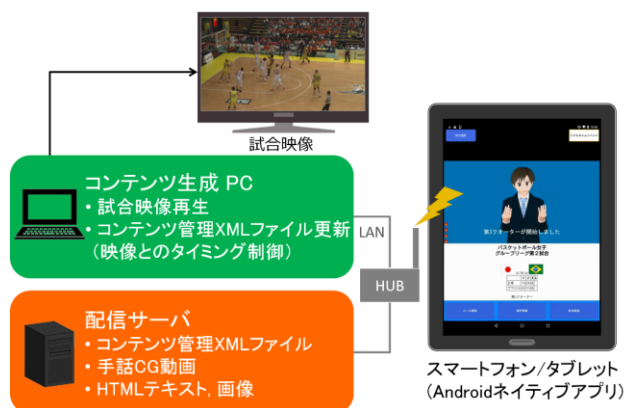 試合映像
コンテンツ生成 PC
• 試合映像再生
• コンテンツ管理XMLファイル更新
(映像とのタイミング制御)
LAN
HUB
配信サーバ
• コンテンツ管理XMLファイル
• 手話CG動画
• HTMLテキスト, 画像
第3クオーターが開始しました
バスケットボール女子
グループリーグ第2試合
スマートフォン/タブレット
(Androidネイティブアプリ)